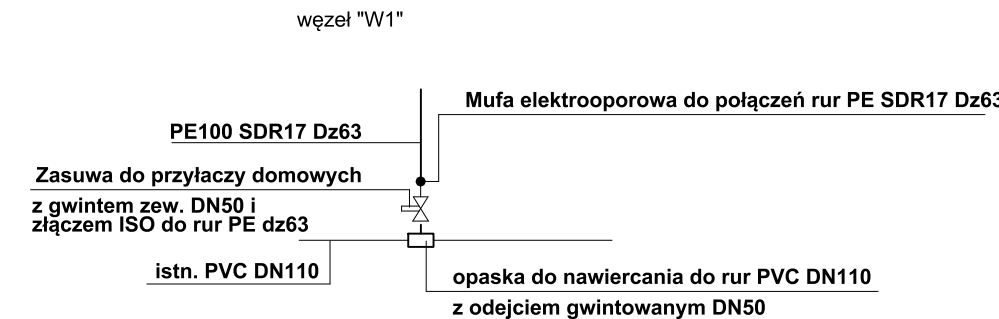 węzeł "W1"
Mufa elektrooporowa do połączeń rur PE SDR17 Dz63
PE100 SDR17 Dz63
Zasuwa do przyłaczy domowych
z gwintem zew. DN50 i
złączem ISO do rur PE dz63
istn. PVC DN110
opaska do nawiercania do rur PVC DN110
z odejciem gwintowanym DN50